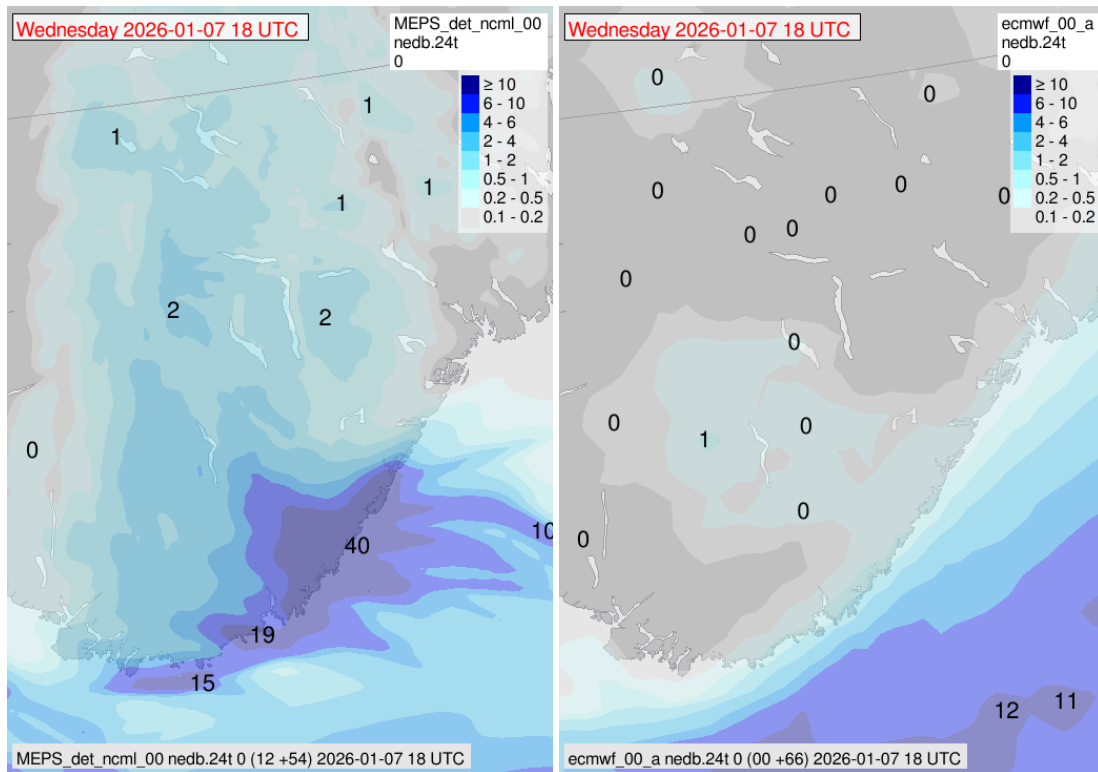 Wednesday 2026-01-07 18 UTC
MEPS_det_ncml_00
nedb.24t
0
≥ 10
6 - 10
4 - 6
2 - 4
1 - 2
0.5 - 1
0.2 - 0.5
0.1 - 0.2
1
1
1
1
2
2
0
10
40
19
15
MEPS_det_ncml_00 nedb.24t 0 (12 +54) 2026-01-07 18 UTC
Wednesday 2026-01-07 18 UTC
ecmwf_00_a
nedb.24t
0
≥ 10
6 - 10
4 - 6
2 - 4
1 - 2
0.5 - 1
0.2 - 0.5
0.1 - 0.2
0
0
0
0
0
0
0
0
0
0
0
1
0
0
0
12
11
ecmwf_00_a nedb.24t 0 (00 +66) 2026-01-07 18 UTC